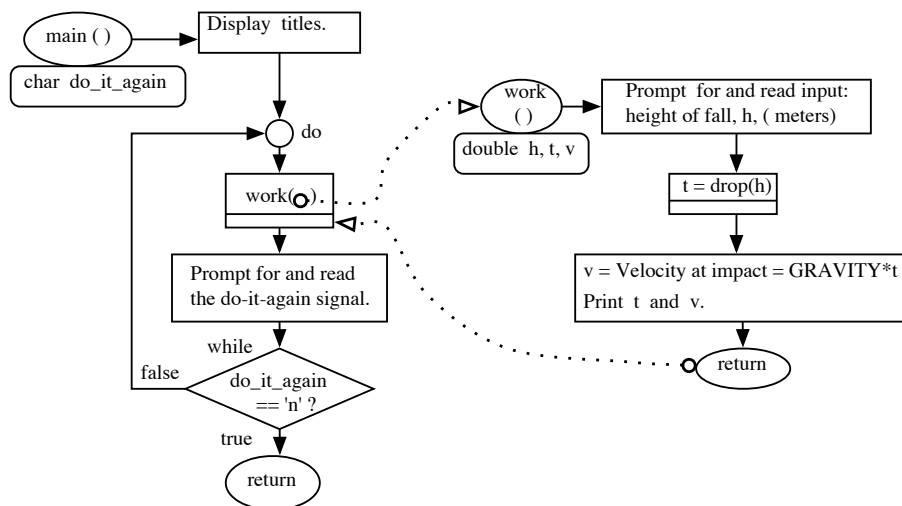 main ( )
Display titles.
char do_it_again
do
work( . )
Prompt for and read
the do-it-again signal.
while
false
do_it_again
== 'n' ?
true
return
work
( )
double h, t, v
Prompt for and read input:
height of fall, h, ( meters)
t = drop(h)
v = Velocity at impact = GRAVITY*t
Print t and v.
return